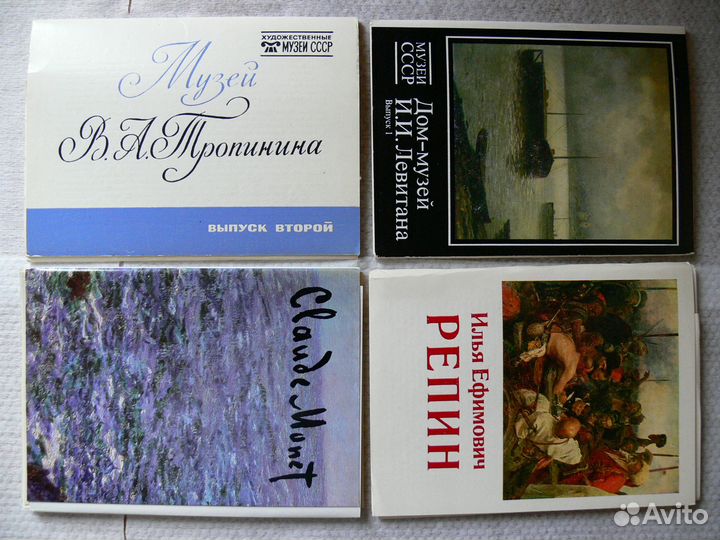 ХУДОЖЕСТВЕННЫЕ
МУЗЕИ СССР
Музей
В.А.Тропинина
ВЫПУСК ВТОРОЙ
МУЗЕИ
СССР
Дом-музей
И.И.Левитана
Выпуск 1
Claude Monet
Илья Ефимович
РЕПИН
Avito